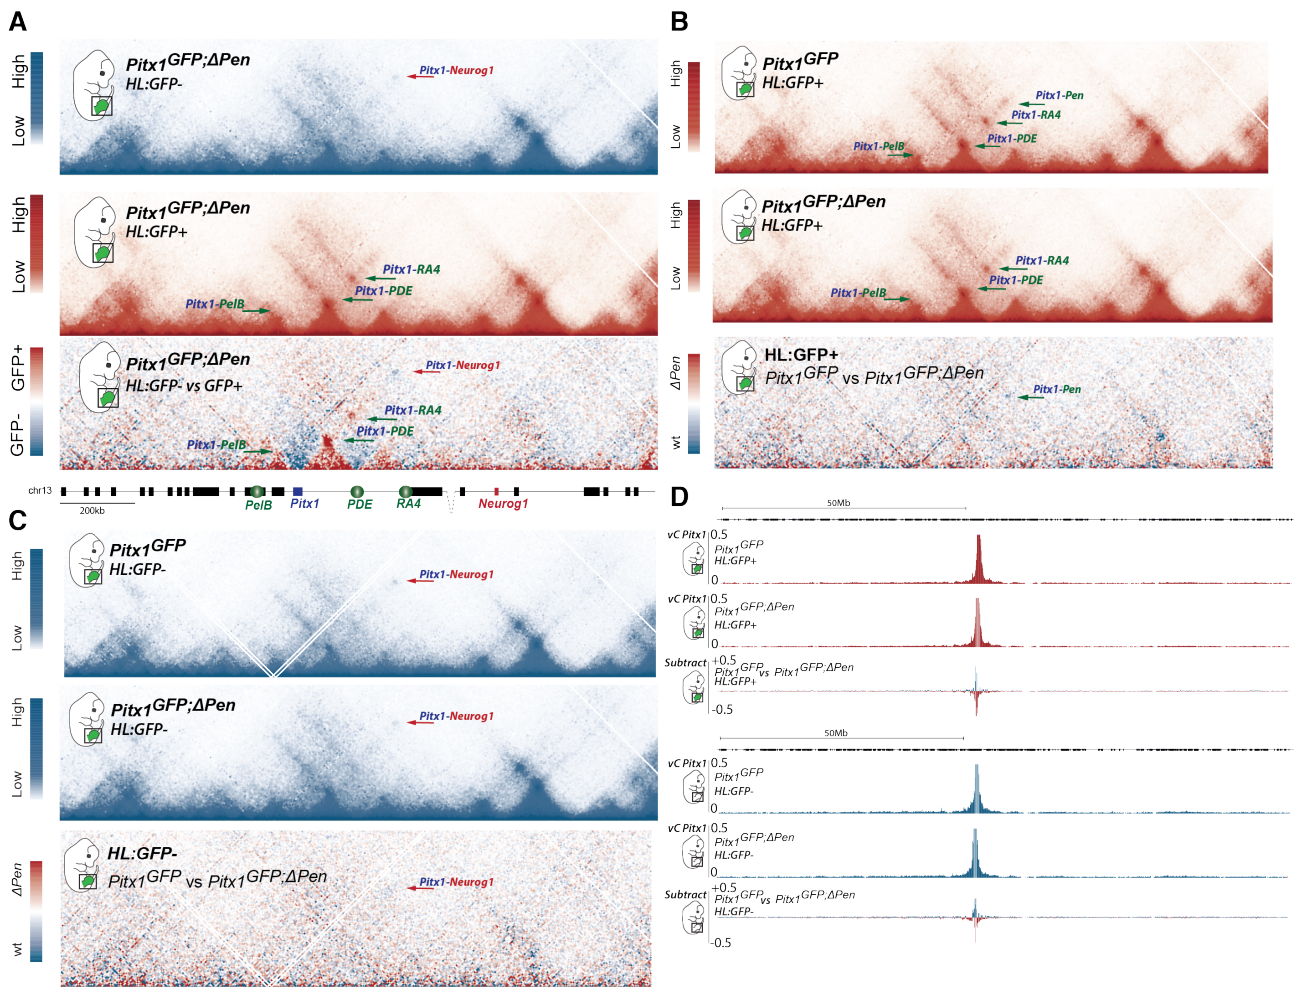 A
High
Low
Pitx1GFP;ΔPen
HL:GFP-
Pitx1-Neurog1
High
Low
Pitx1GFP;ΔPen
HL:GFP+
Pitx1-RA4
Pitx1-PDE
Pitx1-PelB
GFP+
GFP-
Pitx1GFP;ΔPen
HL:GFP- vs GFP+
Pitx1-Neurog1
Pitx1-RA4
Pitx1-PDE
Pitx1-PelB
chr13
200kb
PelB
Pitx1
PDE
RA4
Neurog1
B
High
Low
Pitx1GFP
HL:GFP+
Pitx1-Pen
Pitx1-RA4
Pitx1-PDE
Pitx1-PelB
High
Low
Pitx1GFP;ΔPen
HL:GFP+
Pitx1-RA4
Pitx1-PDE
Pitx1-PelB
ΔPen
wt
HL:GFP+
Pitx1GFP vs Pitx1GFP;ΔPen
Pitx1-Pen
C
High
Low
Pitx1GFP
HL:GFP-
Pitx1-Neurog1
High
Low
Pitx1GFP;ΔPen
HL:GFP-
Pitx1-Neurog1
ΔPen
wt
HL:GFP-
Pitx1GFP vs Pitx1GFP;ΔPen
Pitx1-Neurog1
D
50Mb
vC Pitx1
0.5
Pitx1GFP
HL:GFP+
0
vC Pitx1
0.5
Pitx1GFP;ΔPen
HL:GFP+
0
Subtract
+0.5
Pitx1GFP vs Pitx1GFP;ΔPen
HL:GFP+
-0.5
50Mb
vC Pitx1
0.5
Pitx1GFP
HL:GFP-
0
vC Pitx1
0.5
Pitx1GFP;ΔPen
HL:GFP-
0
Subtract
+0.5
Pitx1GFP vs Pitx1GFP;ΔPen
HL:GFP-
-0.5